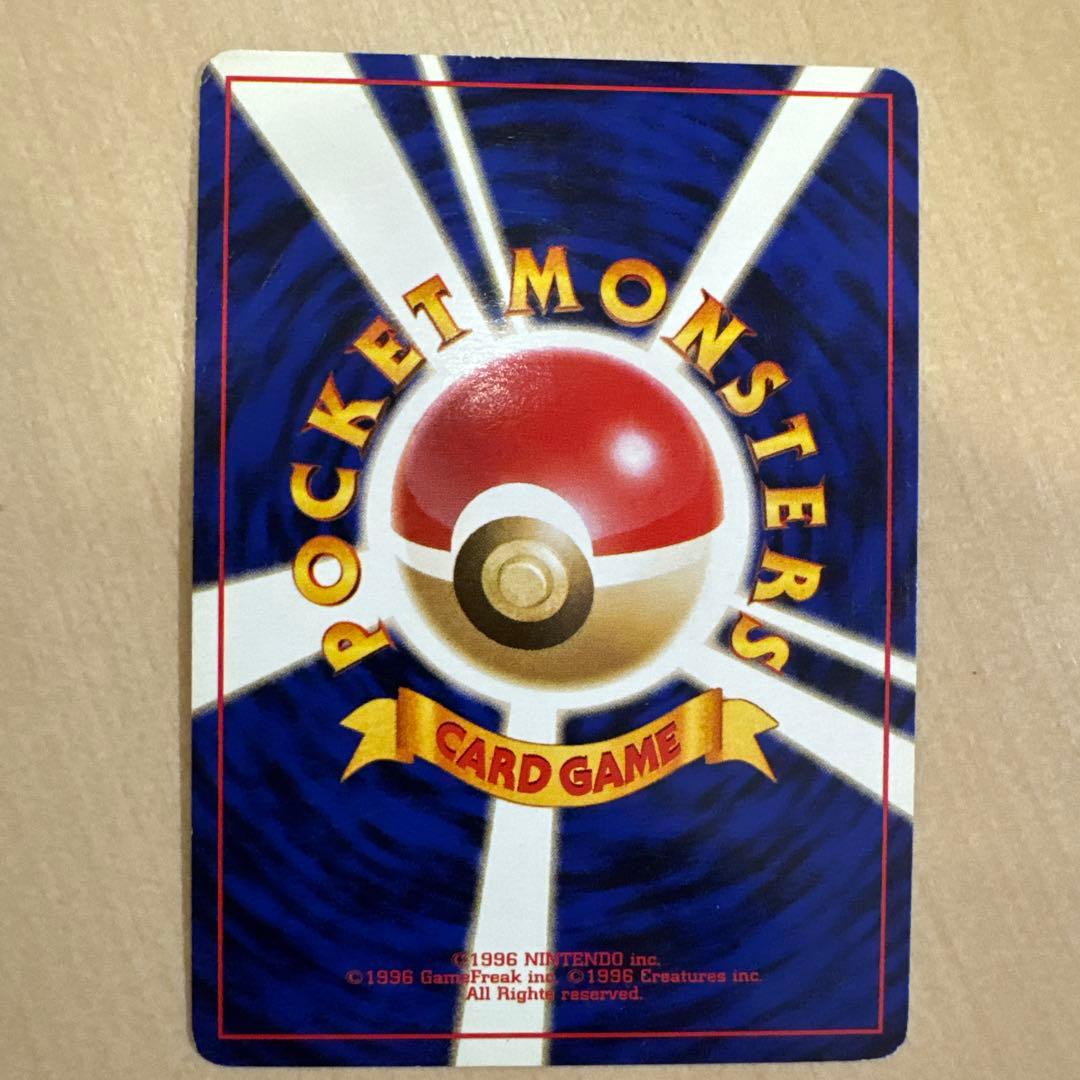 POCKET MONSTERS
CARD GAME
©1996 NINTENDO inc.
©1996 GameFreak inc. ©1996 Creatures inc.
All Rights reserved.